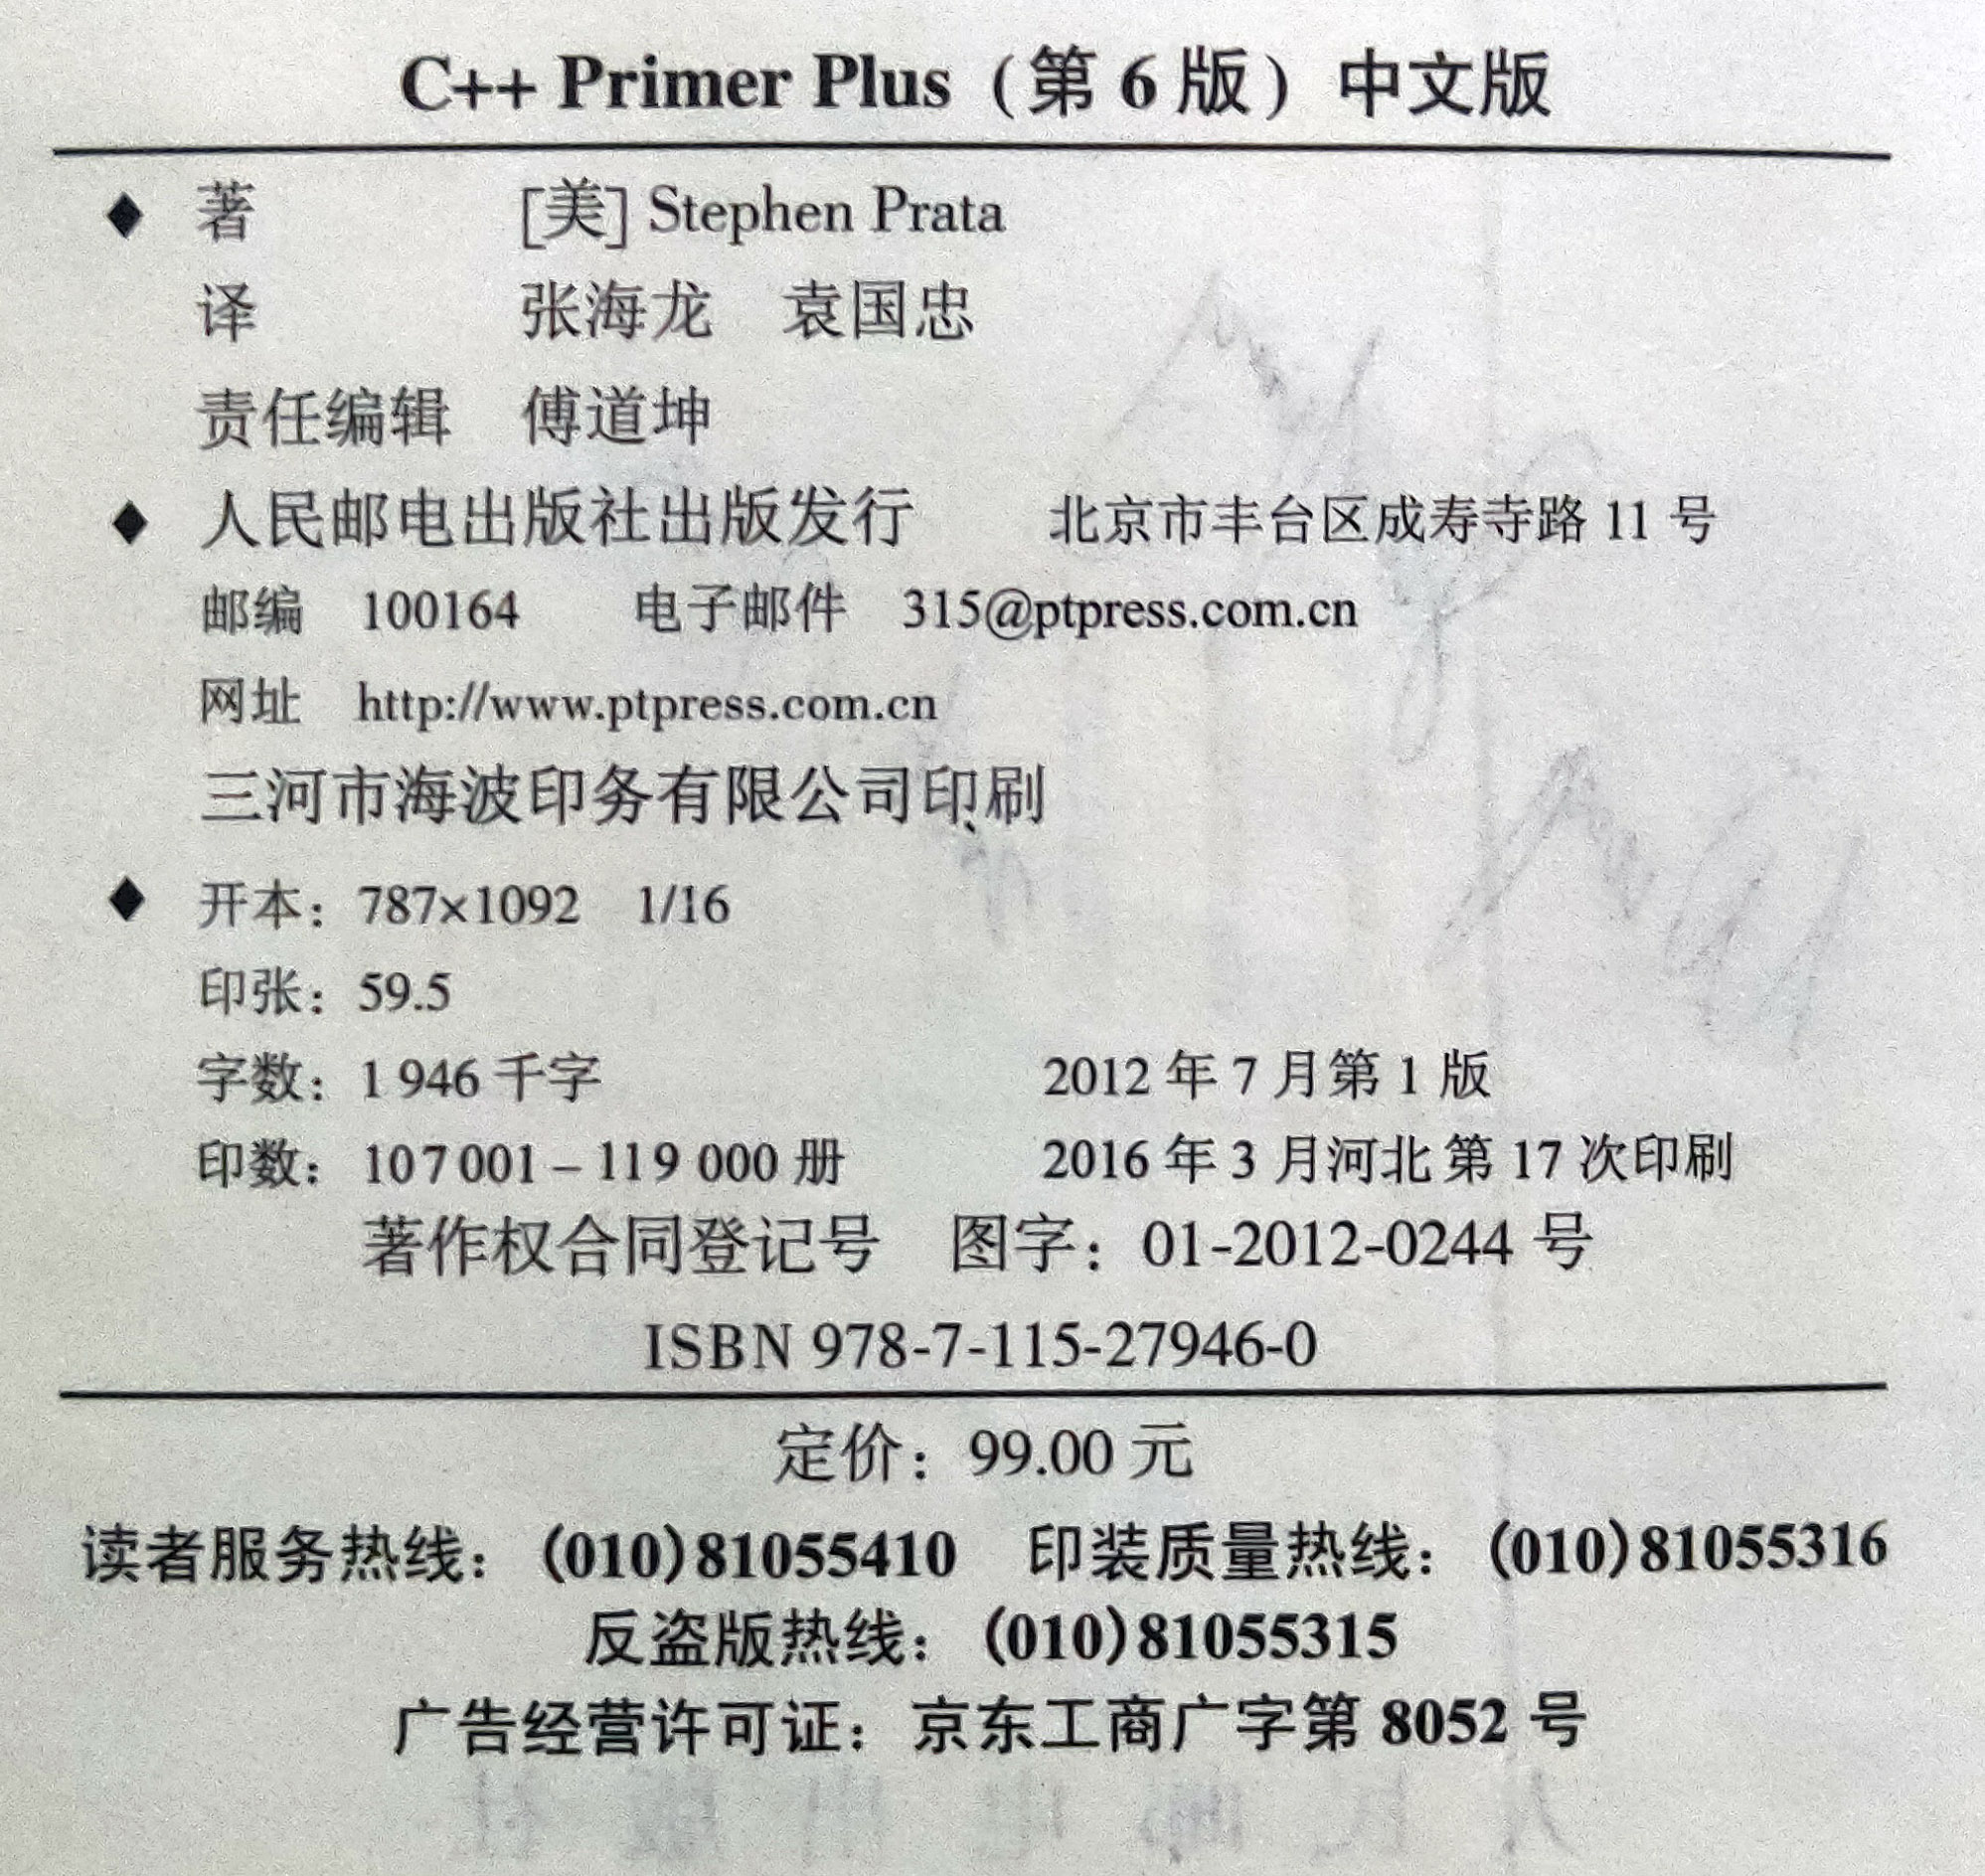 C++ Primer Plus（第 6 版）中文版
◆ 著 [美] Stephen Prata
译 张海龙 袁国忠
责任编辑 傅道坤
◆ 人民邮电出版社出版发行 北京市丰台区成寿寺路 11 号
邮编 100164 电子邮件 315@ptpress.com.cn
网址 http://www.ptpress.com.cn
三河市海波印务有限公司印刷
◆ 开本：787×1092 1/16
印张：59.5
字数：1 946 千字 2012 年 7 月第 1 版
印数：107 001 – 119 000 册 2016 年 3 月河北第 17 次印刷
著作权合同登记号 图字：01-2012-0244 号
ISBN 978-7-115-27946-0
定价：99.00 元
读者服务热线：(010)81055410 印装质量热线：(010)81055316
反盗版热线：(010)81055315
广告经营许可证：京东工商广字第 8052 号